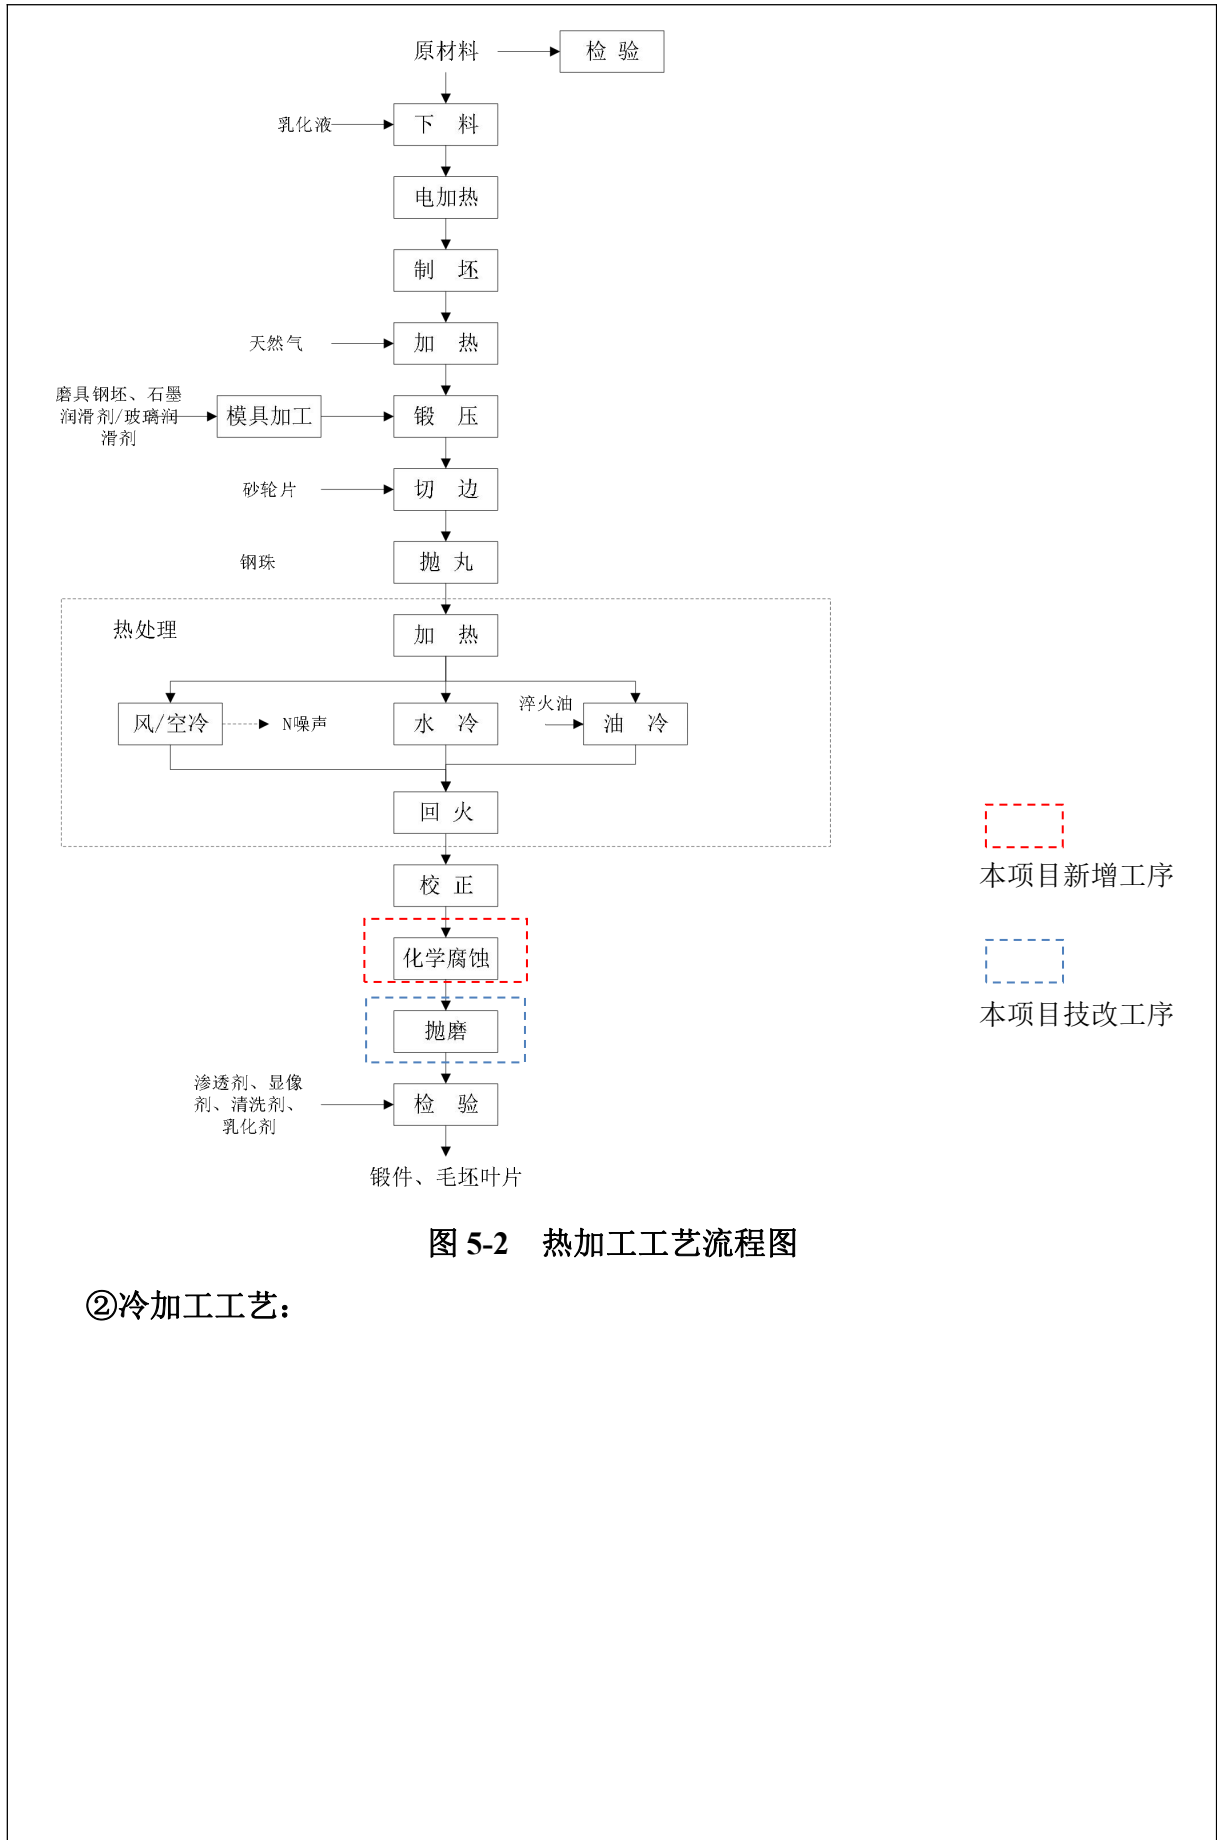 原材料
检 验
乳化液
下 料
电加热
制 坯
天然气
加 热
磨具钢坯、石墨
润滑剂/玻璃润
滑剂
模具加工
锻 压
砂轮片
切 边
钢珠
抛 丸
热处理
加 热
风/空冷
N噪声
水 冷
淬火油
油 冷
回 火
校 正
化学腐蚀
抛磨
渗透剂、显像
剂、清洗剂、
乳化剂
检 验
锻件、毛坯叶片
本项目新增工序
本项目技改工序
图 5-2 热加工工艺流程图
②冷加工工艺：